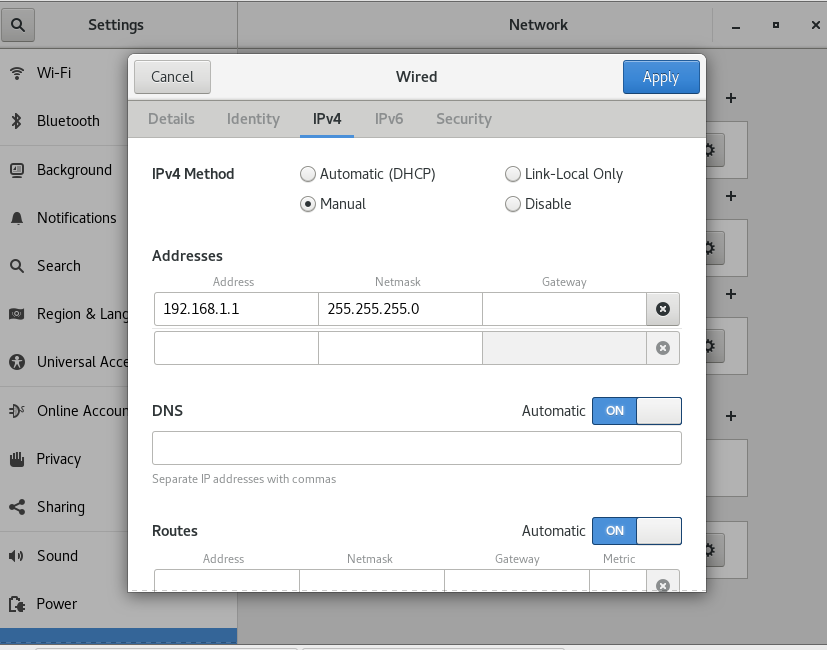 Settings
Network
Cancel
Wired
Apply
Wi-Fi
Bluetooth
Background
Notifications
Search
Region & Lang
Universal Acce
Online Accoun
Privacy
Sharing
Sound
Power
Details
Identity
IPv4
IPv6
Security
IPv4 Method
Automatic (DHCP)
Link-Local Only
Manual
Disable
Addresses
Address
Netmask
Gateway
192.168.1.1
255.255.255.0
DNS
Automatic
ON
Separate IP addresses with commas
Routes
Automatic
ON
Address
Netmask
Gateway
Metric